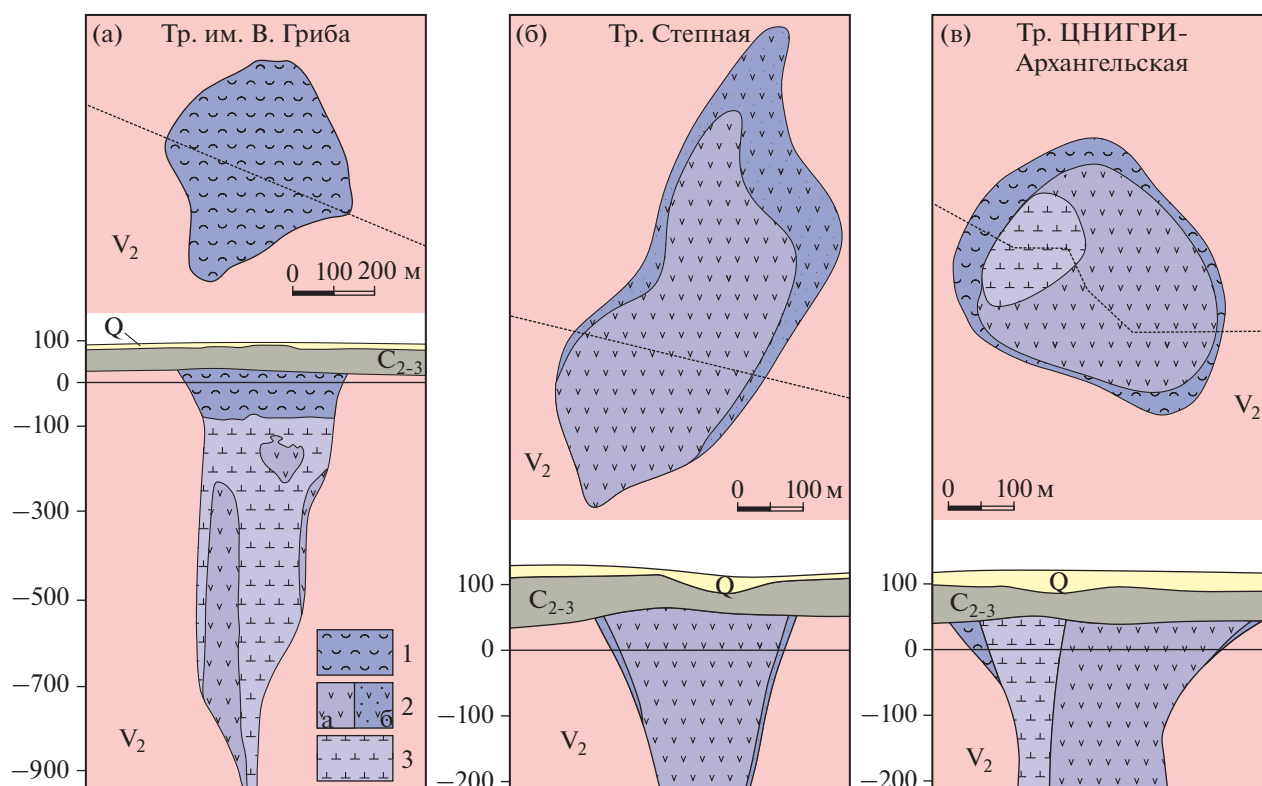 (а) Тр. им. В. Гриба
V2
0 100 200 м
Q
100
C2-3
0
–100
–300
–500
–700
–900
V2
1
2
а
б
3
(б) Тр. Степная
V2
0 100 м
100
Q
C2-3
0
–100
–200
V2
(в) Тр. ЦНИГРИ-
Архангельская
V2
0 100 м
100
Q
C2-3
0
–100
–200
V2